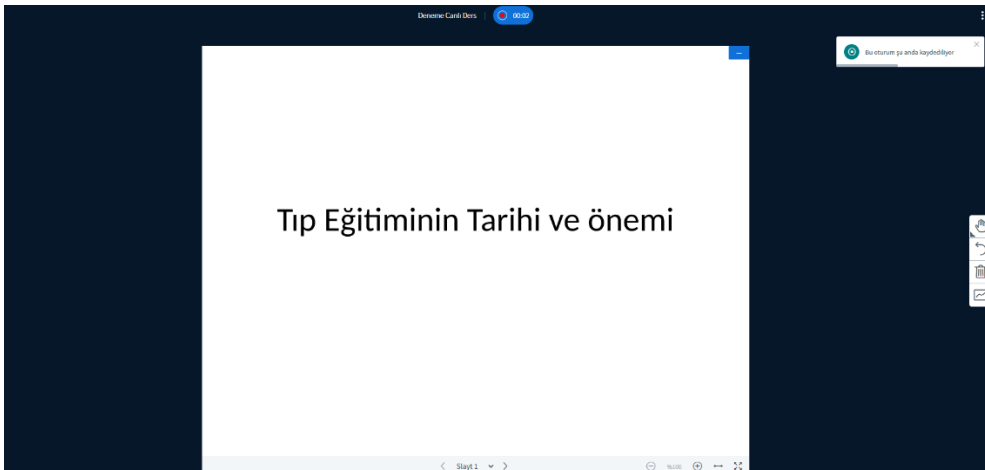 Deneme Canlı Ders
00:02
Bu oturum şu anda kaydediliyor
Tıp Eğitiminin Tarihi ve önemi
Slayt 1
%100